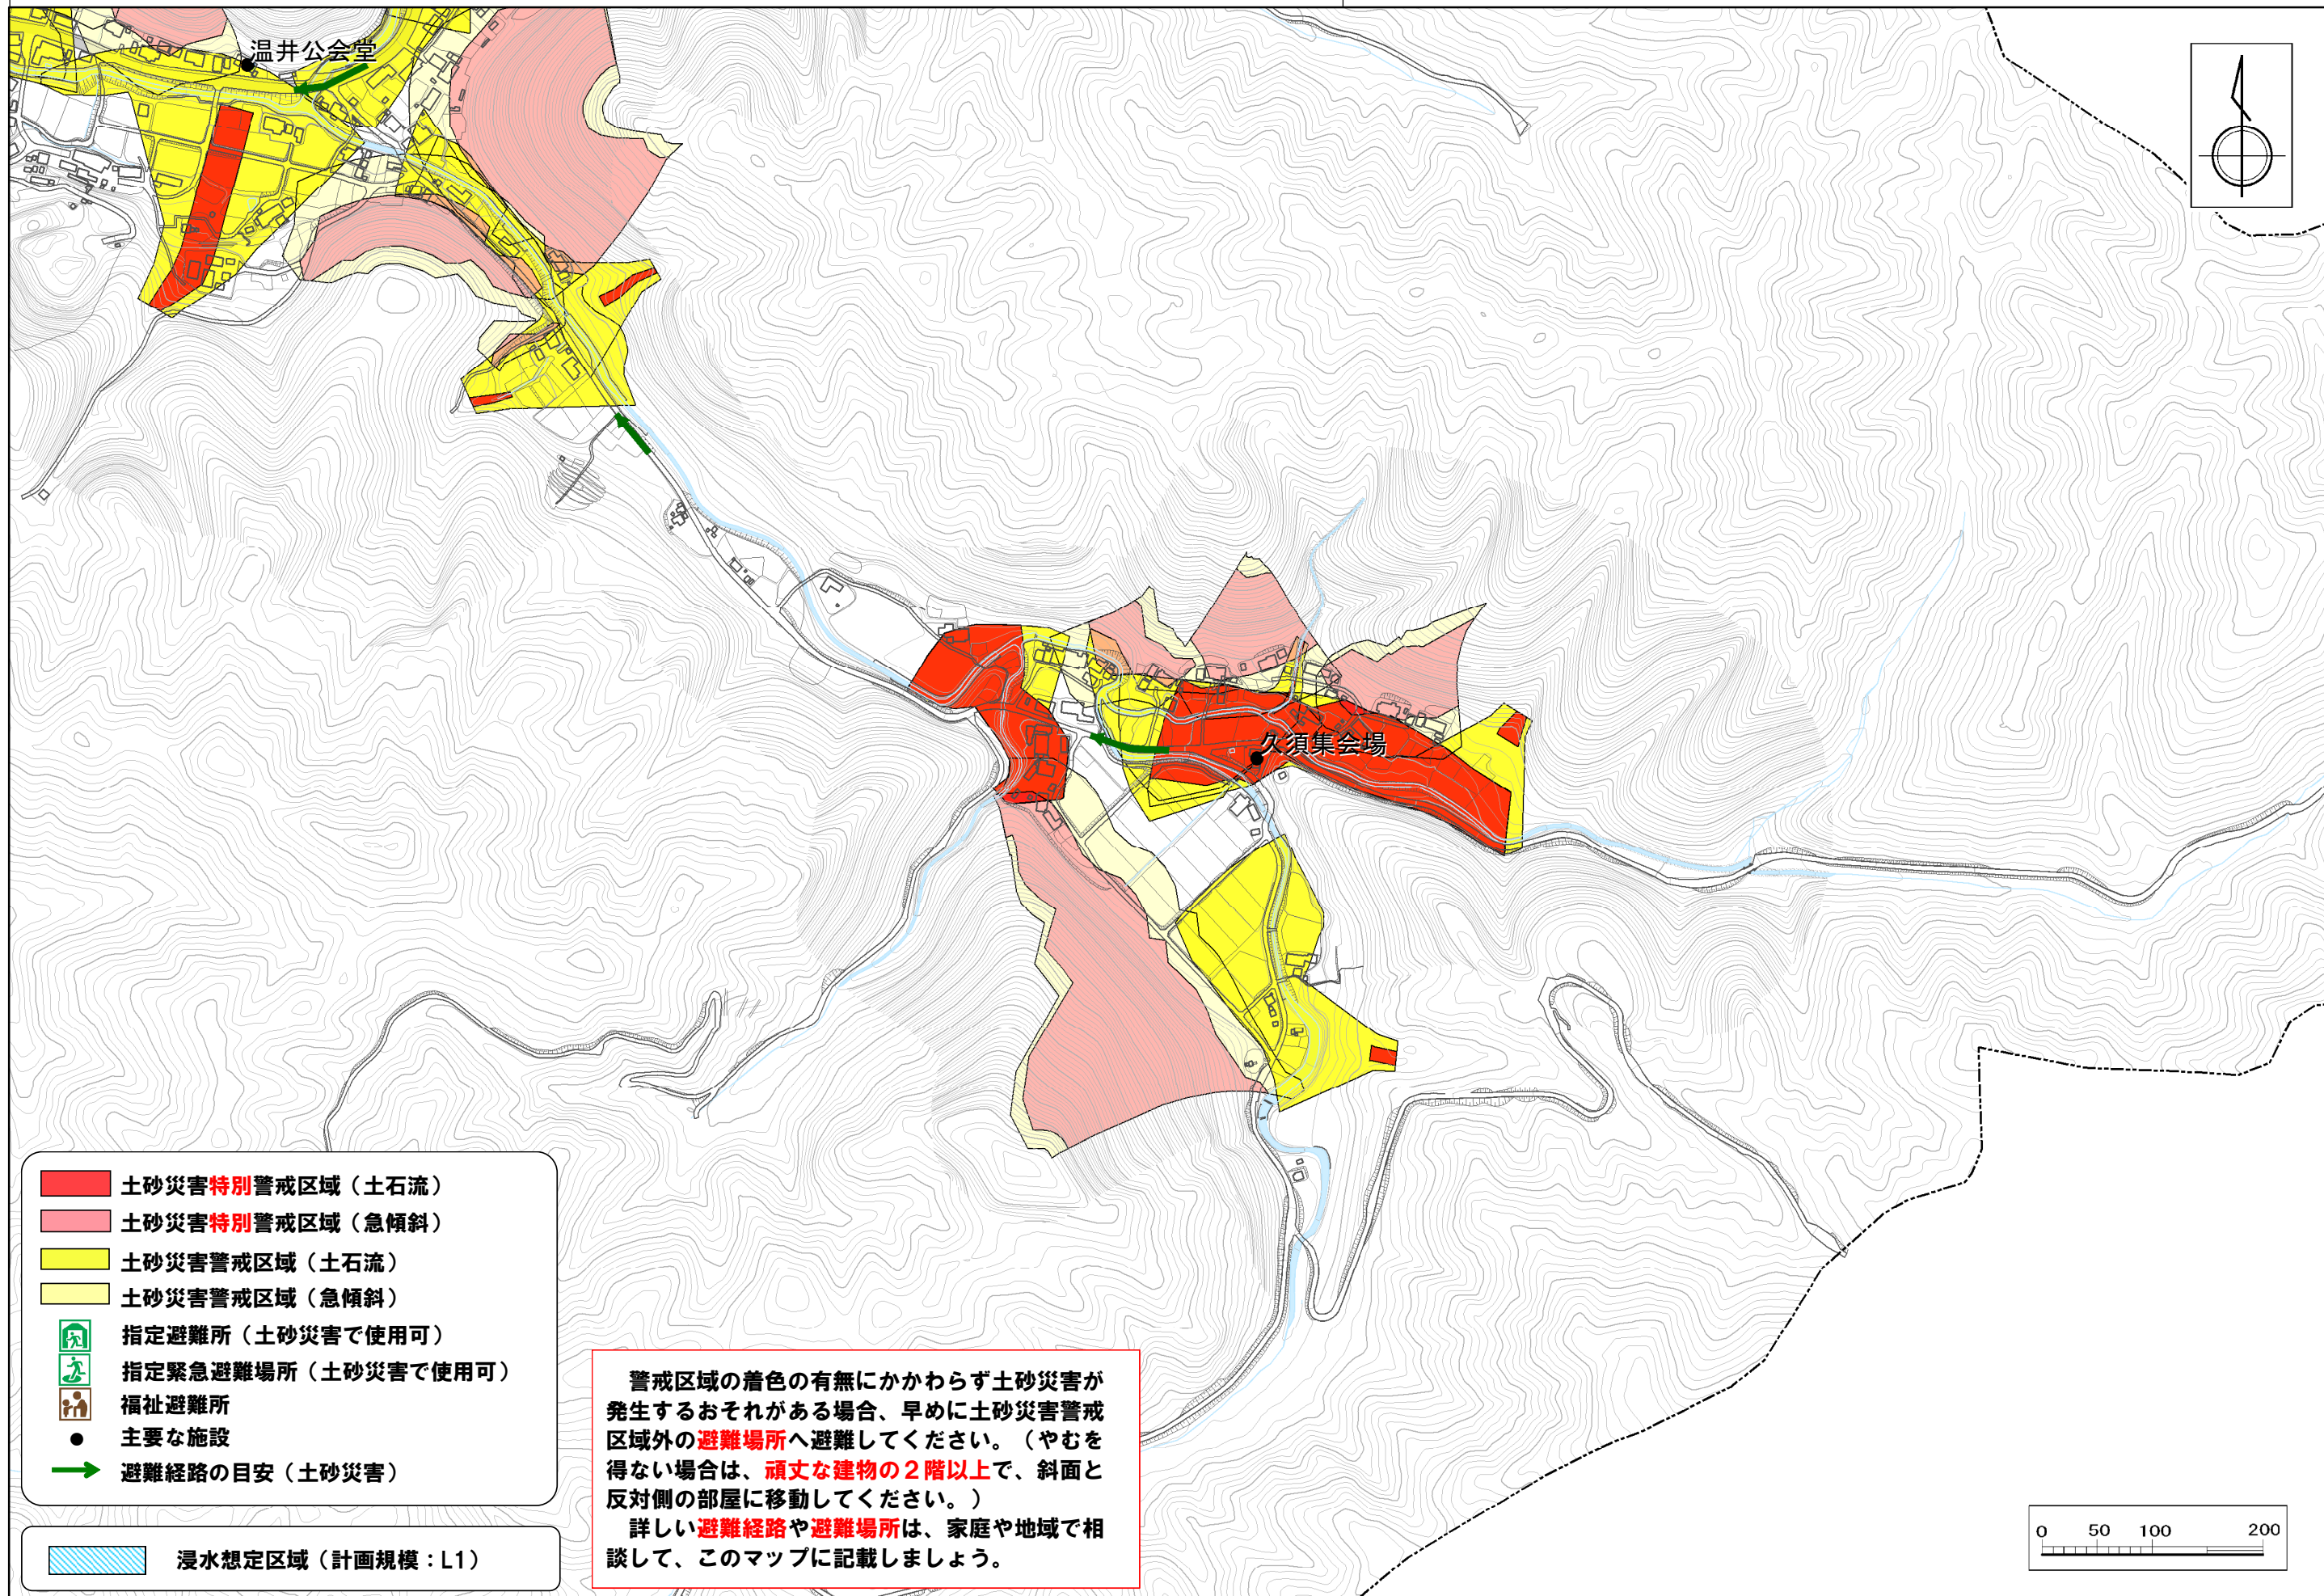 温井公会堂
久須集会場
土砂災害特別警戒区域（土石流）
土砂災害特別警戒区域（急傾斜）
土砂災害警戒区域（土石流）
土砂災害警戒区域（急傾斜）
指定避難所（土砂災害で使用可）
指定緊急避難場所（土砂災害で使用可）
福祉避難所
主要な施設
避難経路の目安（土砂災害）
浸水想定区域（計画規模：L1）
警戒区域の着色の有無にかかわらず土砂災害が
発生するおそれがある場合、早めに土砂災害警戒
区域外の避難場所へ避難してください。（やむを
得ない場合は、頑丈な建物の２階以上で、斜面と
反対側の部屋に移動してください。）
詳しい避難経路や避難場所は、家庭や地域で相
談して、このマップに記載しましょう。
0 50 100 200